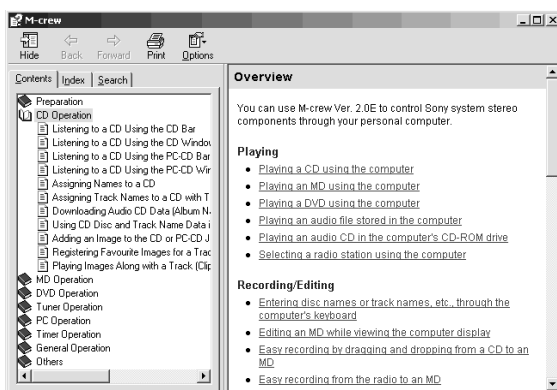 M-crew
Hide Back Forward Print Options
Contents Index Search
Preparation
CD Operation
Listening to a CD Using the CD Bar
Listening to a CD Using the CD Window
Listening to a CD Using the PC-CD Bar
Listening to a CD Using the PC-CD Wir
Assigning Names to a CD
Assigning Track Names to a CD with T
Downloading Audio CD Data (Album N
Using CD Disc and Track Name Data i
Adding an Image to the CD or PC-CD J
Registering Favourite Images for a Trac
Playing Images Along with a Track (Clip
MD Operation
DVD Operation
Tuner Operation
PC Operation
Timer Operation
General Operation
Others
Overview
You can use M-crew Ver. 2.0E to control Sony system stereo
components through your personal computer.
Playing
Playing a CD using the computer
Playing an MD using the computer
Playing a DVD using the computer
Playing an audio file stored in the computer
Playing an audio CD in the computer's CD-ROM drive
Selecting a radio station using the computer
Recording/Editing
Entering disc names or track names, etc., through the
computer's keyboard
Editing an MD while viewing the computer display
Easy recording by dragging and dropping from a CD to an
MD
Easy recording from the radio to an MD